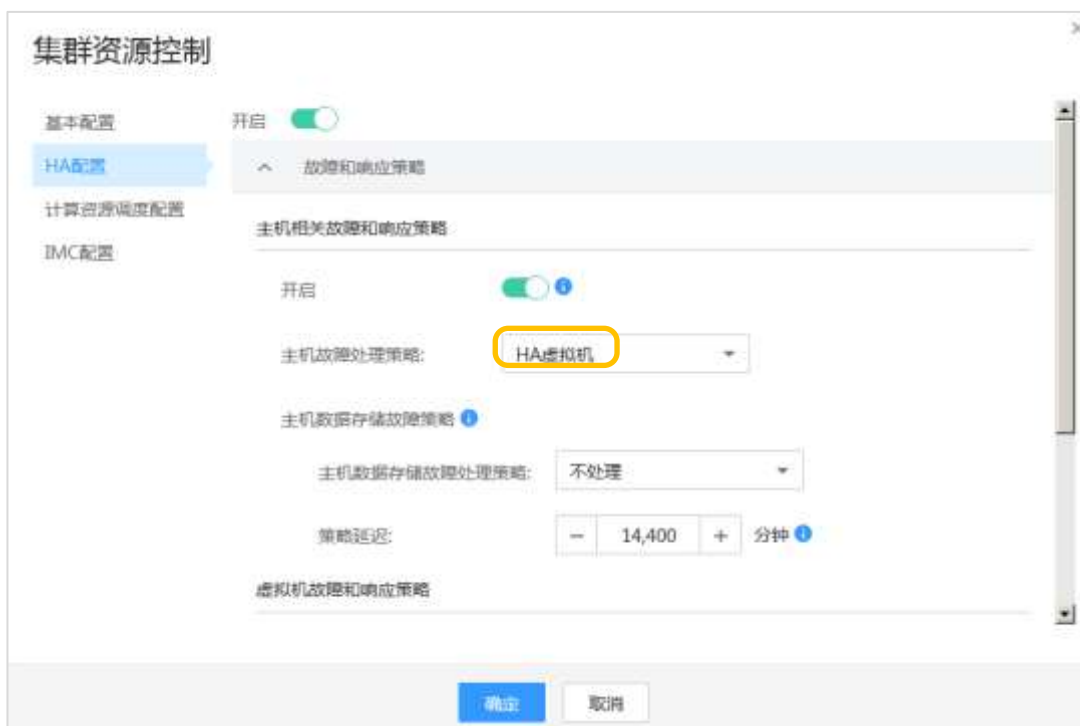 集群资源控制
基本配置
HA配置
计算资源调度配置
IMC配置
开启
故障和响应策略
主机相关故障和响应策略
开启
主机故障处理策略: HA虚拟机
主机数据存储故障策略
主机数据存储故障处理策略: 不处理
策略延迟: − 14,400 + 分钟
虚拟机故障和响应策略
确定 取消